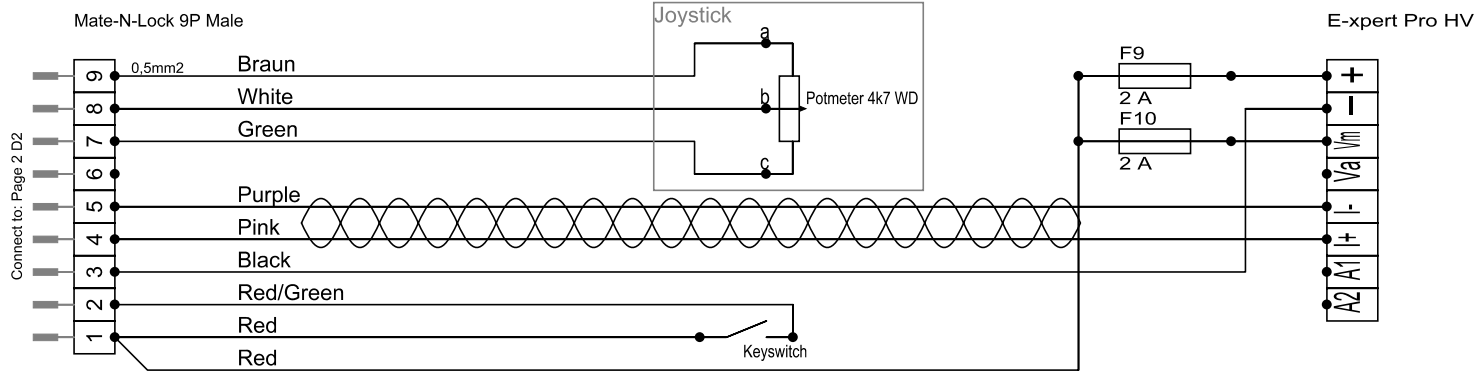 Mate-N-Lock 9P Male
Joystick
E-xpert Pro HV
a
F9
9
0,5mm2
Braun
+
White
b
Potmeter 4k7 WD
2 A
8
−
F10
Green
7
Vm
c
2 A
6
Va
Connect to: Page 2 D2
Purple
5
I-
Pink
4
I+
Black
3
A1
Red/Green
2
A2
Red
1
Keyswitch
Red